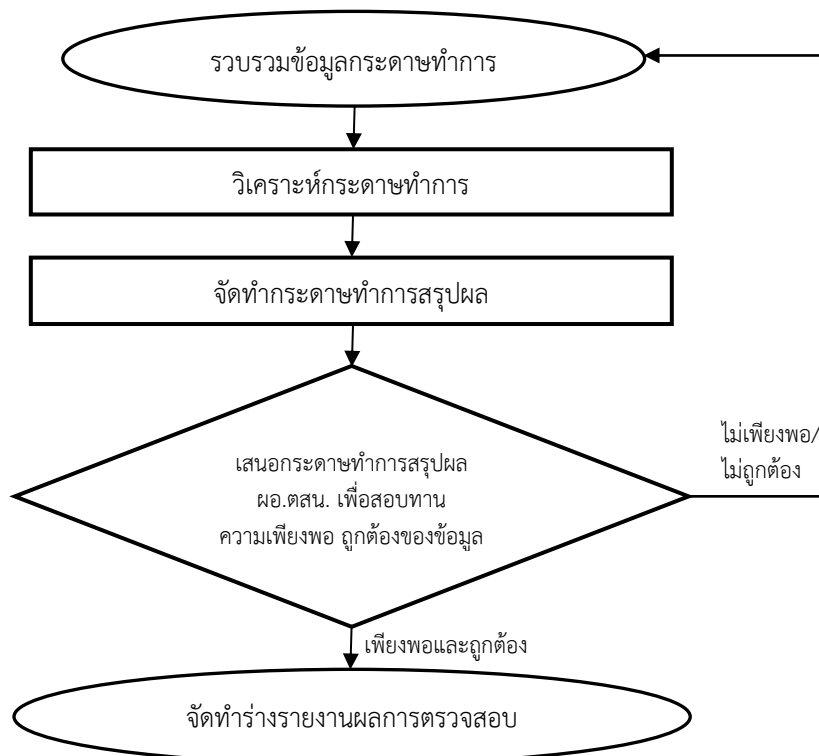 รวบรวมข้อมูลกระดาษทำการ
วิเคราะห์กระดาษทำการ
จัดทำกระดาษทำการสรุปผล
เสนอกระดาษทำการสรุปผล
ผอ.ตสน. เพื่อสอบทาน
ความเพียงพอ ถูกต้องของข้อมูล
ไม่เพียงพอ/
ไม่ถูกต้อง
เพียงพอและถูกต้อง
จัดทำร่างรายงานผลการตรวจสอบ